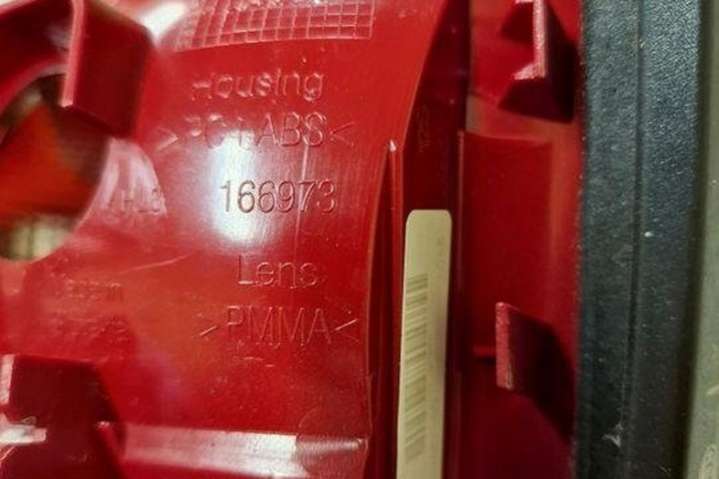 Housing
>PC+ABS<
166973
Lens
>PMMA<